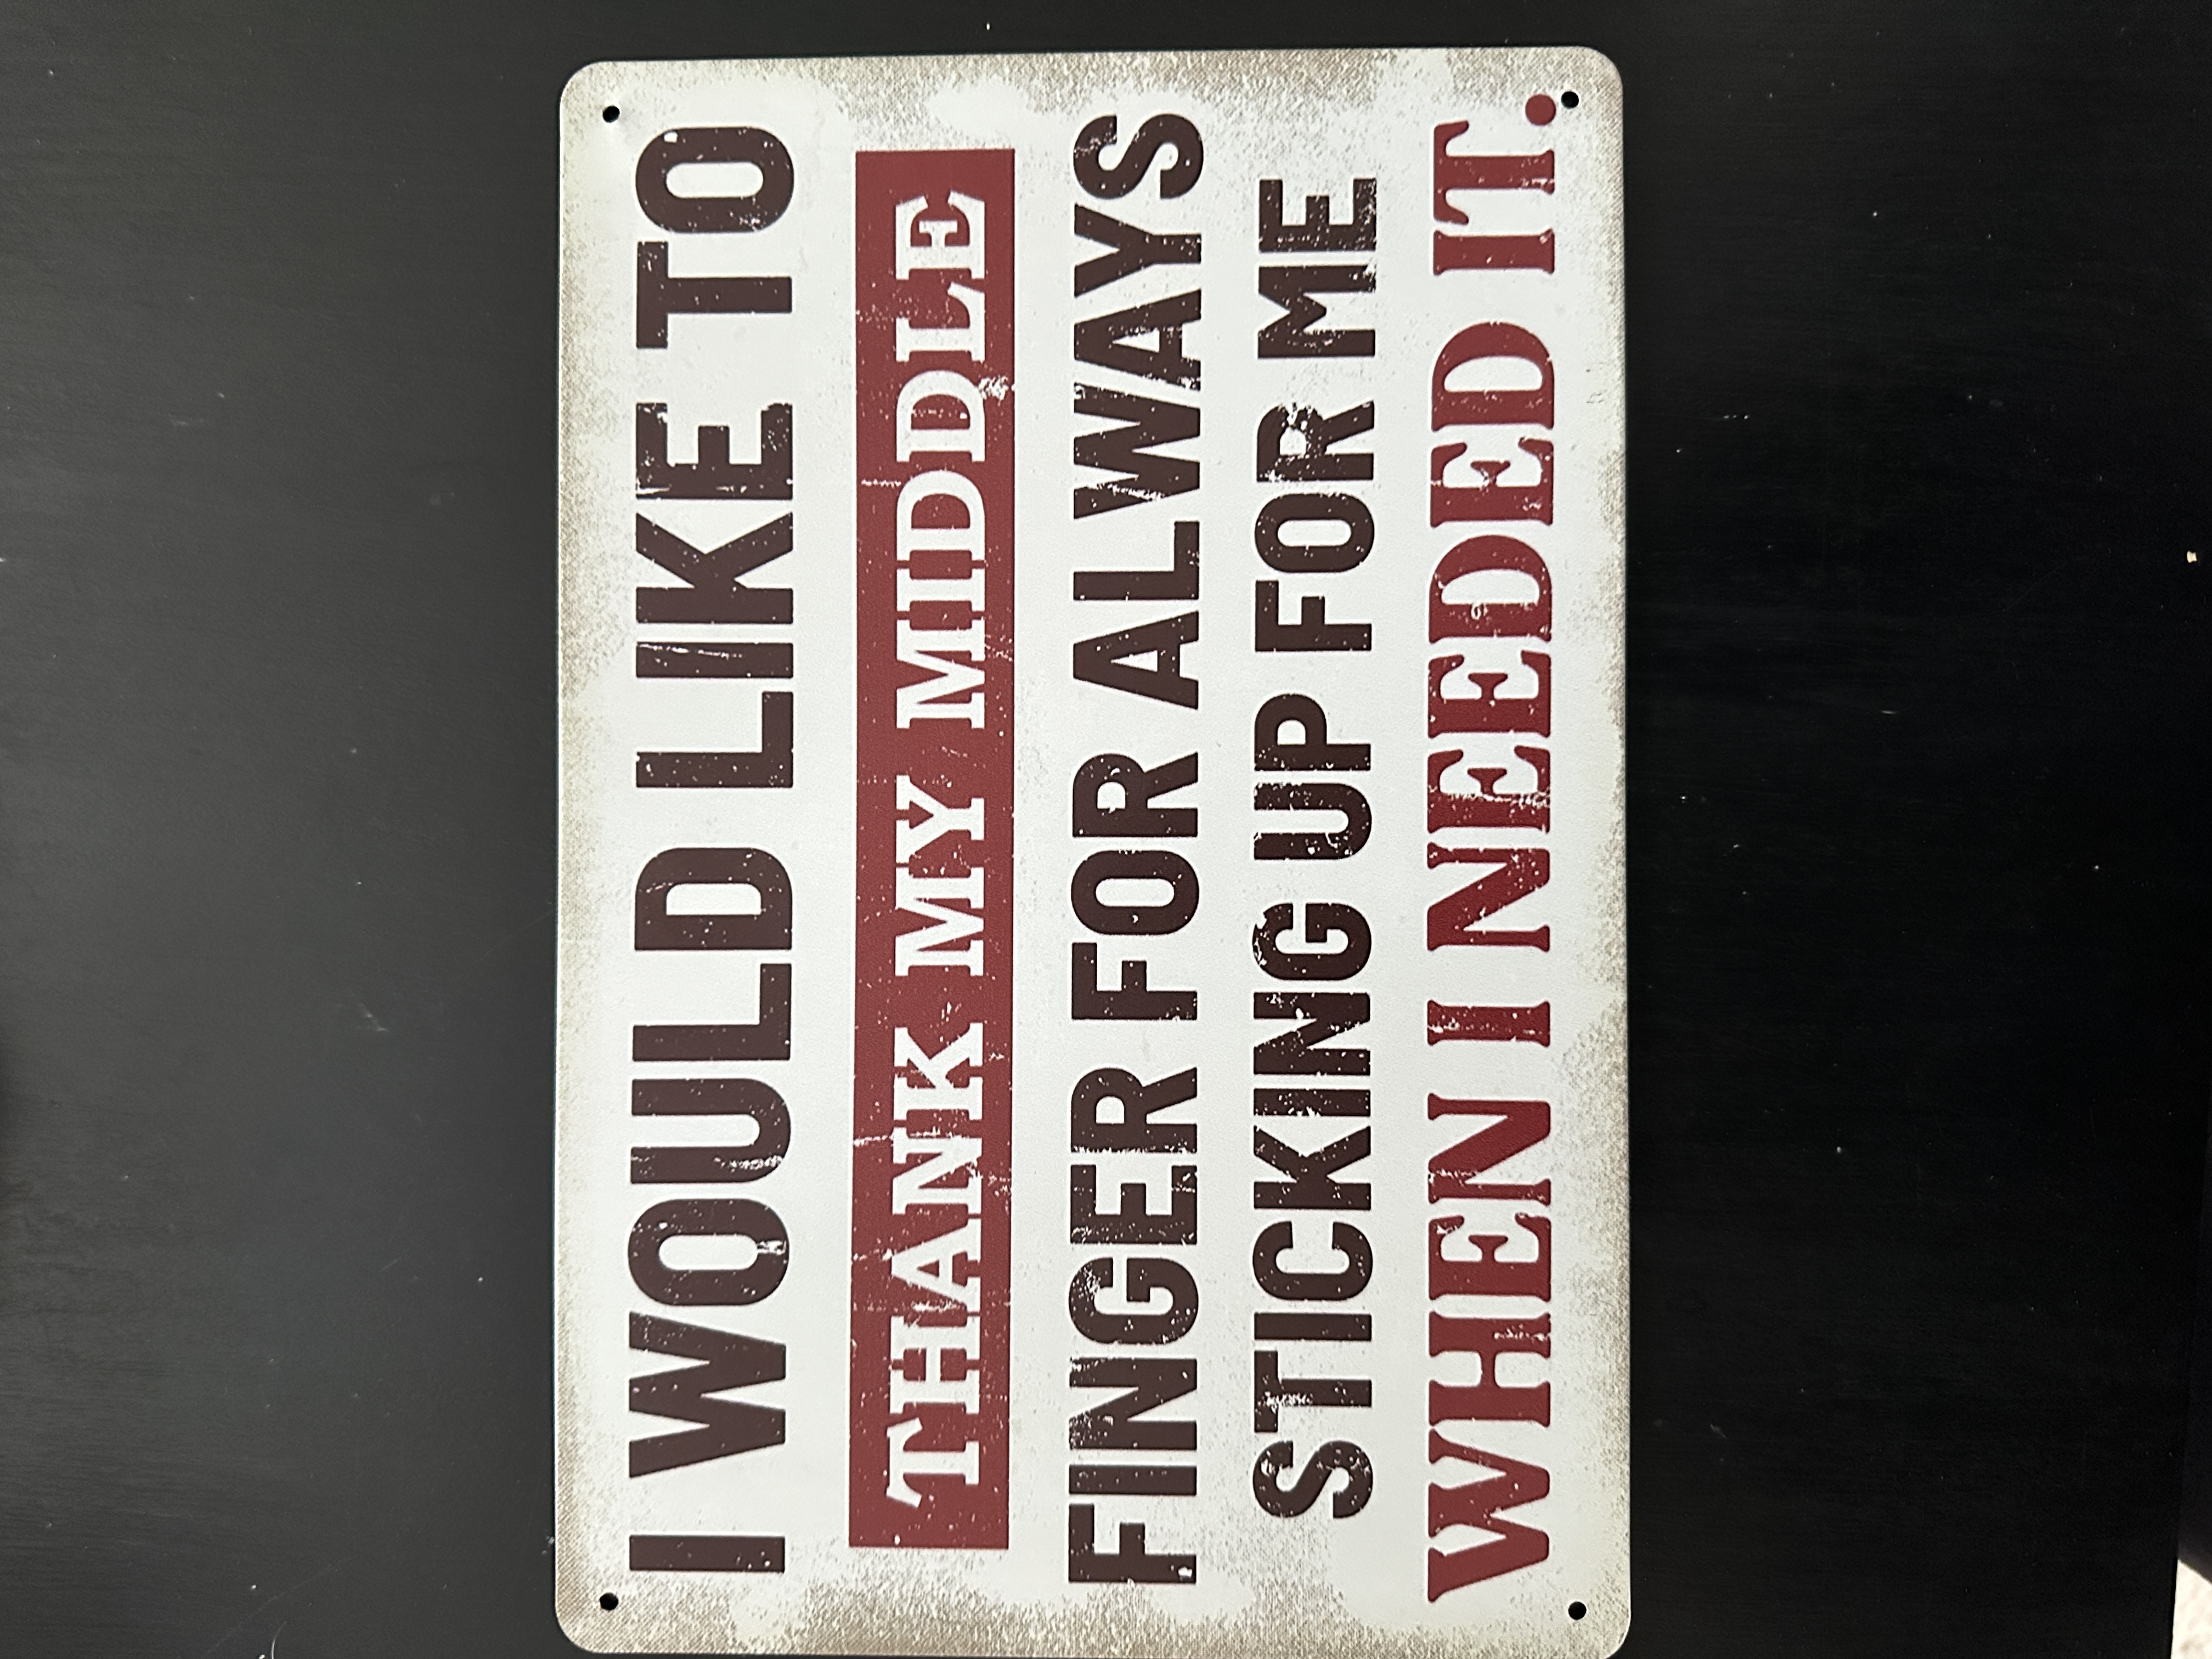 I WOULD LIKE TO
THANK MY MIDDLE
FINGER FOR ALWAYS
STICKING UP FOR ME
WHEN I NEEDED IT.